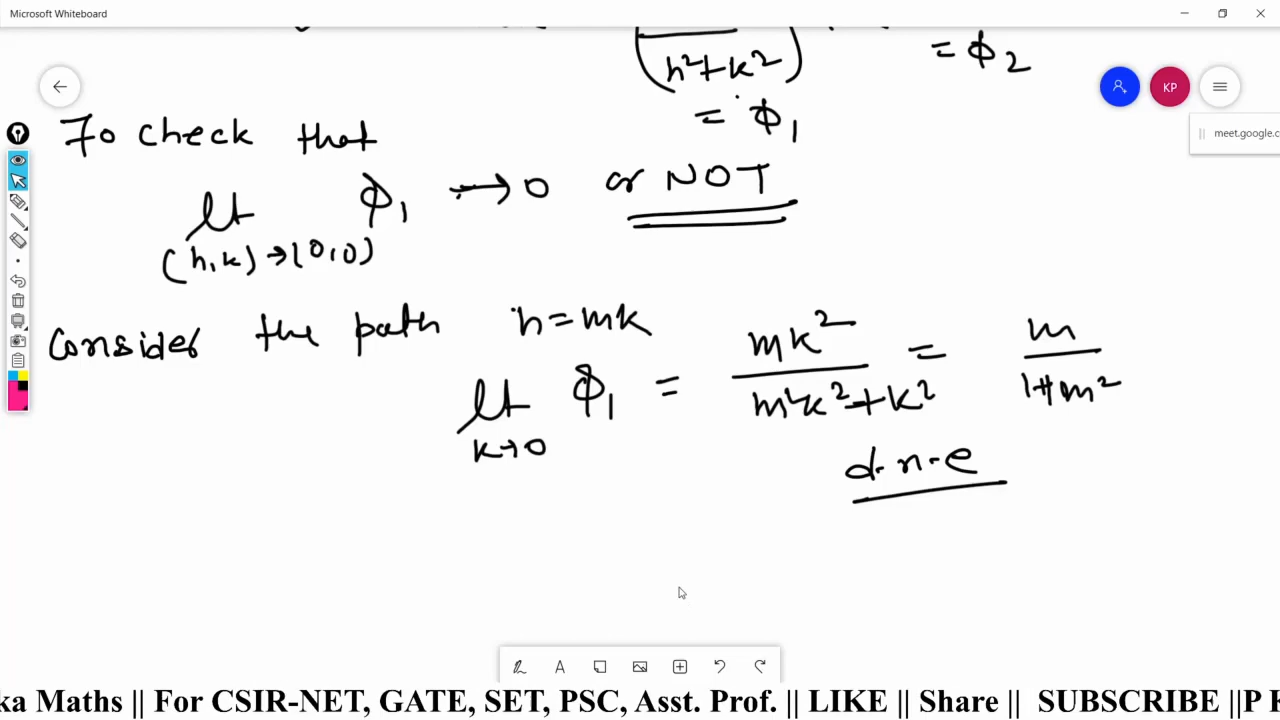 Microsoft Whiteboard
h²+k²
= ϕ₂
= ϕ₁
KP
meet.google.c
To check that
lt ϕ₁ → 0 or NOT
(h,k)→(0,0)
Consider the path h=mk
lt ϕ₁ = mk² / m²k²+k² = m / 1+m²
k→0
d.n.e
ka Maths || For CSIR-NET, GATE, SET, PSC, Asst. Prof. || LIKE || Share || SUBSCRIBE ||P